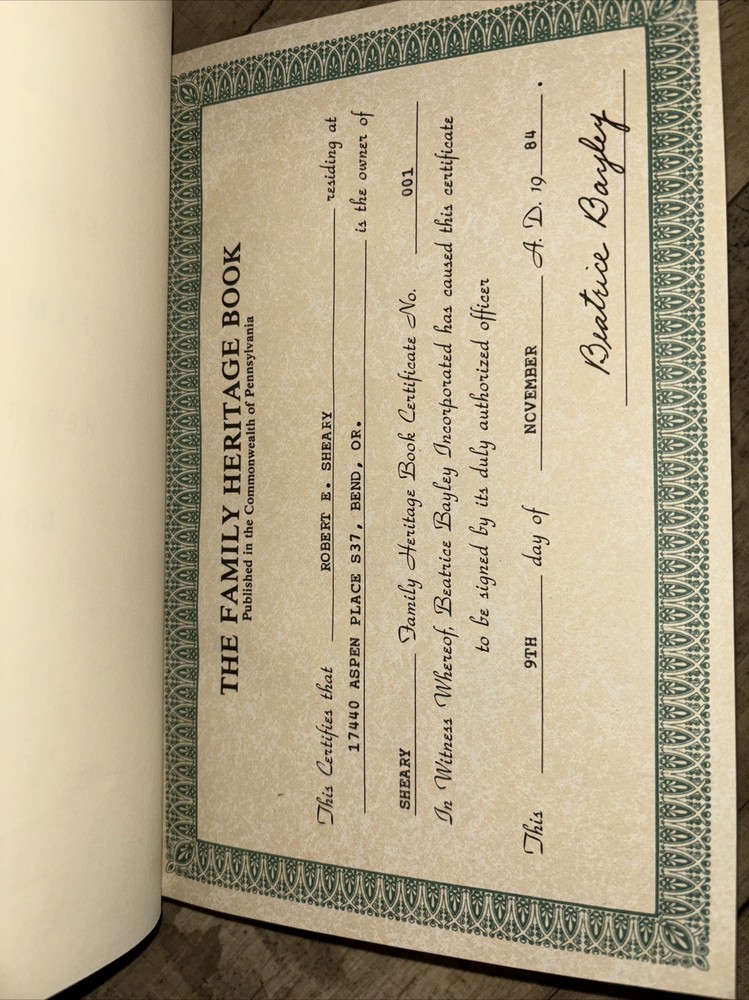 THE FAMILY HERITAGE BOOK
Published in the Commonwealth of Pennsylvania
This Certifies that ROBERT E. SHEARY residing at
17440 ASPEN PLACE S37, BEND, OR. is the owner of
SHEARY Family Heritage Book Certificate No. 001
In Witness Whereof, Beatrice Bayley Incorporated has caused this certificate
to be signed by its duly authorized officer
This 9TH day of NOVEMBER A. D. 19 84 .
Beatrice Bayley